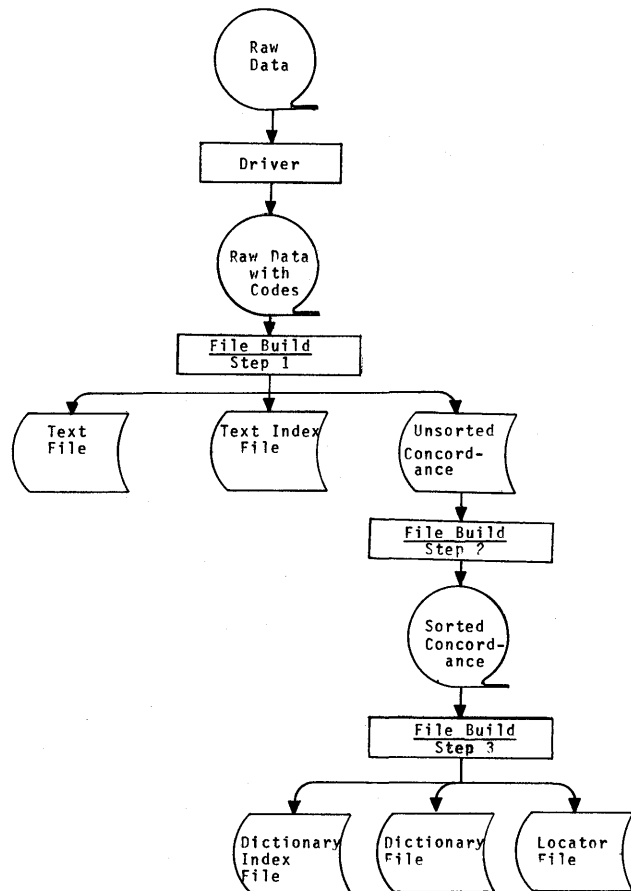 Raw
Data
Driver
Raw Data
with
Codes
File Build
Step 1
Text
File
Text Index
File
Unsorted
Concord-
ance
File Build
Step 2
Sorted
Concord-
ance
File Build
Step 3
Dictionary
Index
File
Dictionary
File
Locator
File